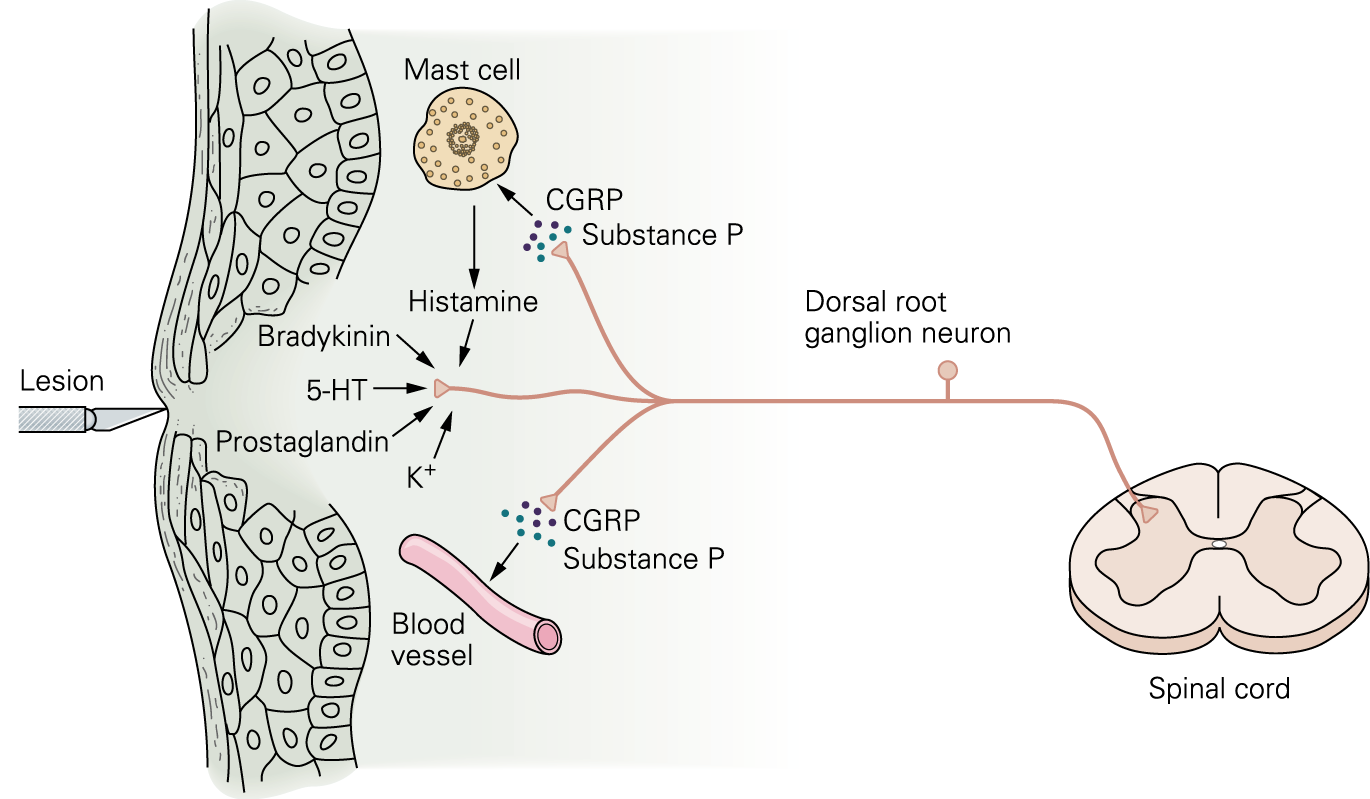 Mast cell
CGRP
Substance P
Histamine
Dorsal root
ganglion neuron
Bradykinin
Lesion
5-HT
Prostaglandin
K⁺
CGRP
Substance P
Blood
vessel
Spinal cord